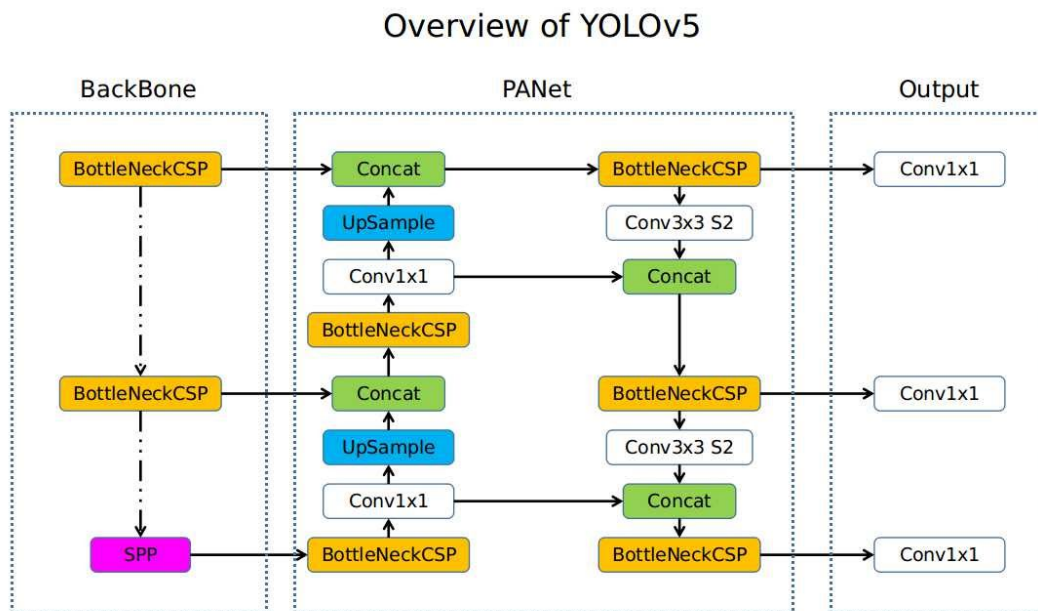 Overview of YOLOv5
BackBone
PANet
Output
BottleNeckCSP
Concat
BottleNeckCSP
Conv1x1
UpSample
Conv3x3 S2
Conv1x1
Concat
BottleNeckCSP
BottleNeckCSP
Concat
BottleNeckCSP
Conv1x1
UpSample
Conv3x3 S2
Conv1x1
Concat
SPP
BottleNeckCSP
BottleNeckCSP
Conv1x1